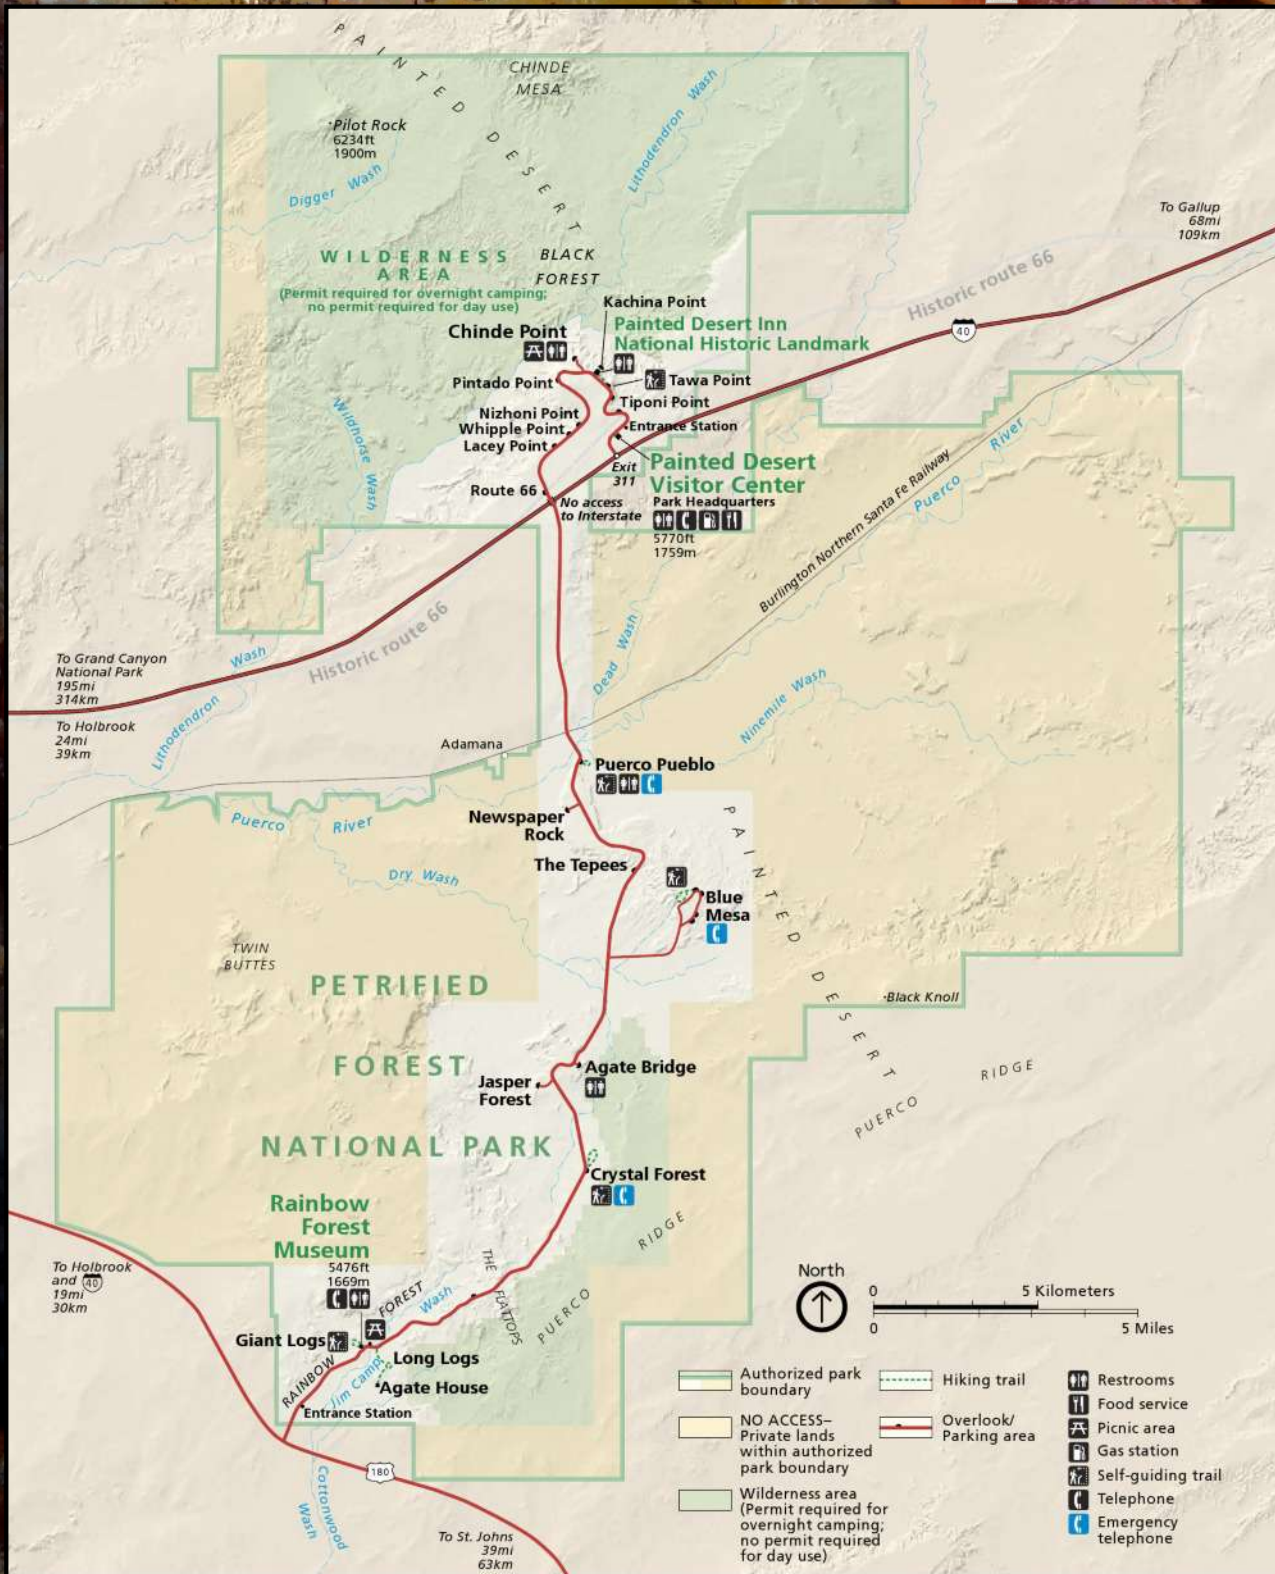 PAINTED DESERT
CHINDE
MESA
Pilot Rock
6234ft
1900m
Digger Wash
Lithodendron Wash
To Gallup
68mi
109km
WILDERNESS
AREA
(Permit required for overnight camping;
no permit required for day use)
BLACK
FOREST
Historic route 66
40
Kachina Point
Painted Desert Inn
National Historic Landmark
Chinde Point
Pintado Point
Tawa Point
Tiponi Point
Nizhoni Point
Whipple Point
Lacey Point
Entrance Station
Wildhorse Wash
Exit
311
Painted Desert
Visitor Center
Park Headquarters
5770ft
1759m
Route 66
No access
to Interstate
Burlington Northern Santa Fe Railway
Puerco River
Historic route 66
Dead Wash
Ninemile Wash
To Grand Canyon
National Park
195mi
314km
To Holbrook
24mi
39km
Lithodendron Wash
Adamana
Puerco Pueblo
Puerco River
Newspaper
Rock
The Tepees
Dry Wash
Blue
Mesa
PAINTED DESERT
TWIN
BUTTES
Black Knoll
PETRIFIED
FOREST
NATIONAL PARK
Agate Bridge
Jasper
Forest
PUERCO RIDGE
Crystal Forest
Rainbow
Forest
Museum
5476ft
1669m
PUERCO RIDGE
THE FLATTOPS
To Holbrook
and 40
19mi
30km
RAINBOW FOREST
Jim Camp Wash
Giant Logs
Long Logs
Agate House
Entrance Station
180
Cottonwood
Wash
To St. Johns
39mi
63km
North
0
5 Kilometers
0
5 Miles
Authorized park
boundary
NO ACCESS–
Private lands
within authorized
park boundary
Wilderness area
(Permit required for
overnight camping;
no permit required
for day use)
Hiking trail
Overlook/
Parking area
Restrooms
Food service
Picnic area
Gas station
Self-guiding trail
Telephone
Emergency
telephone